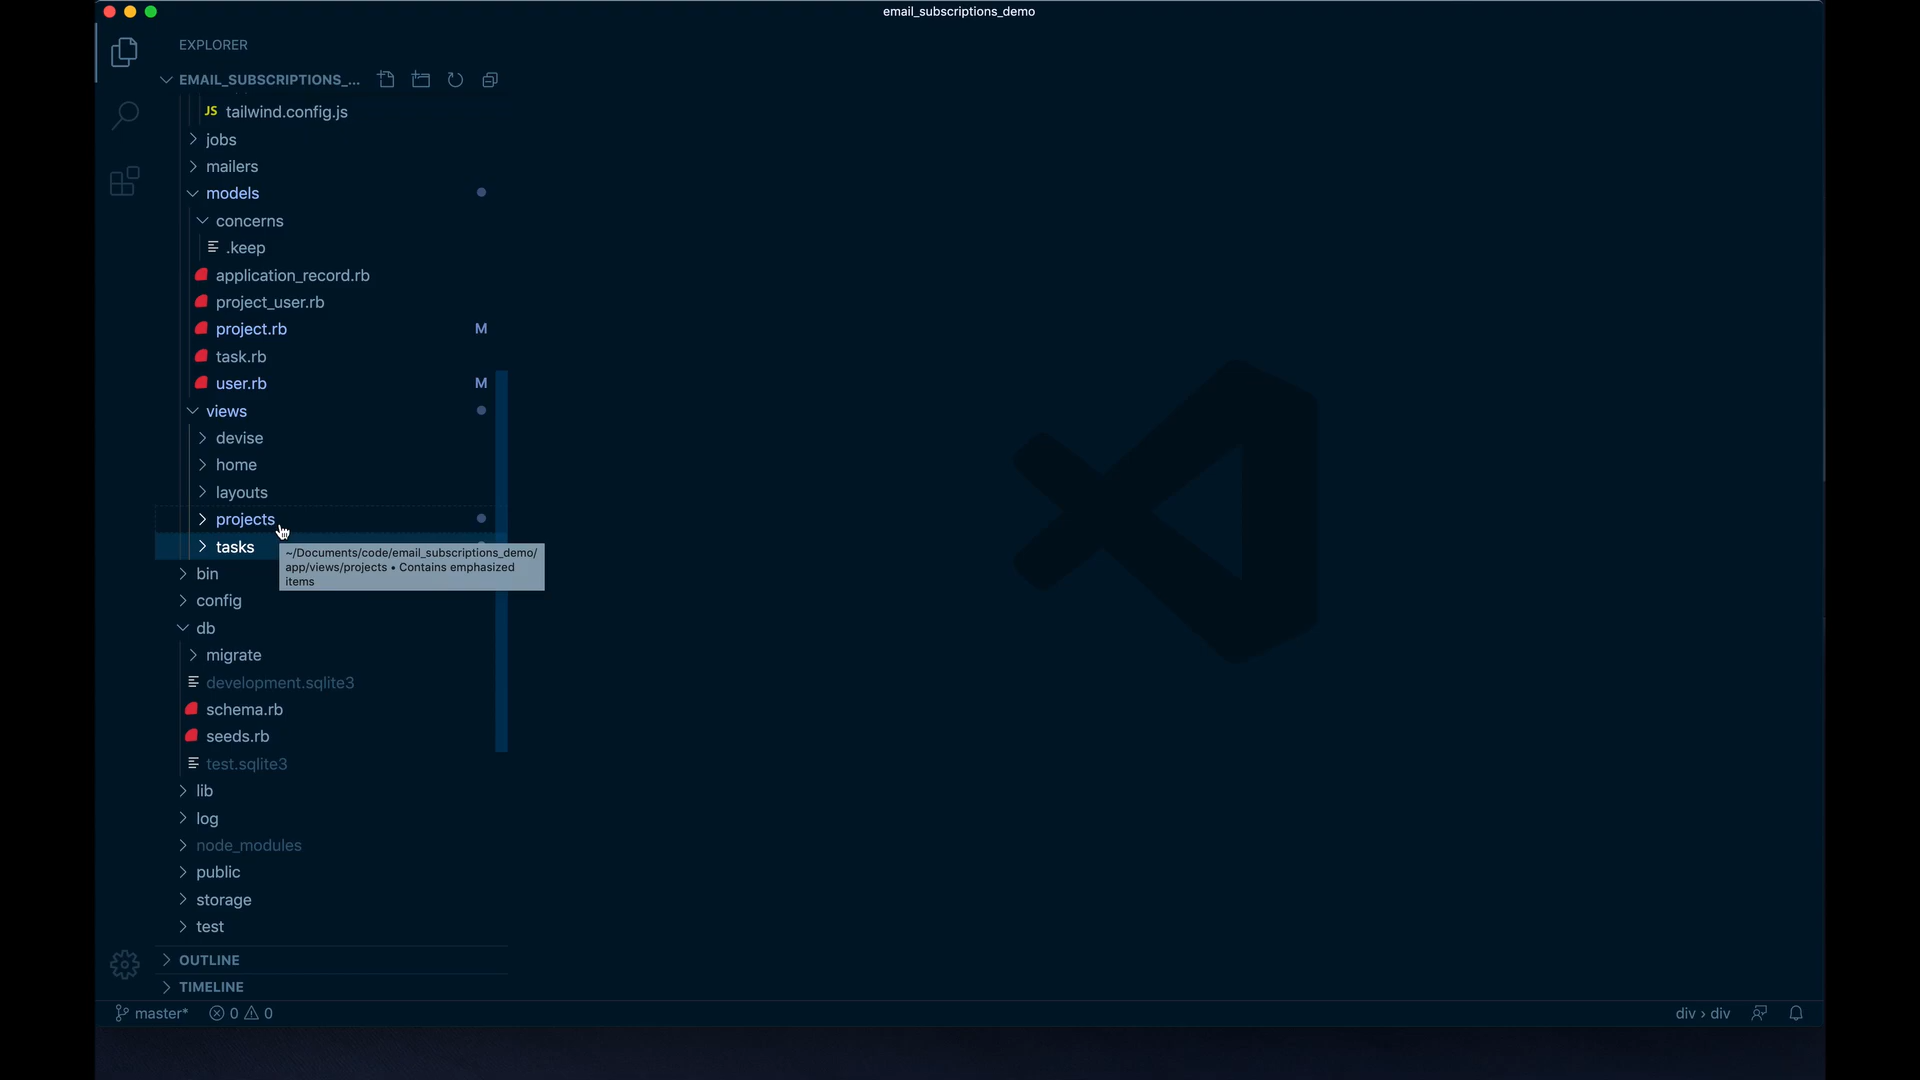 email_subscriptions_demo
EXPLORER
EMAIL_SUBSCRIPTIONS_...
JS tailwind.config.js
jobs
mailers
models
concerns
.keep
application_record.rb
project_user.rb
project.rb M
task.rb
user.rb M
views
devise
home
layouts
projects
tasks
~/Documents/code/email_subscriptions_demo/
app/views/projects • Contains emphasized
items
bin
config
db
migrate
development.sqlite3
schema.rb
seeds.rb
test.sqlite3
lib
log
node_modules
public
storage
test
OUTLINE
TIMELINE
master* 0 0 div › div